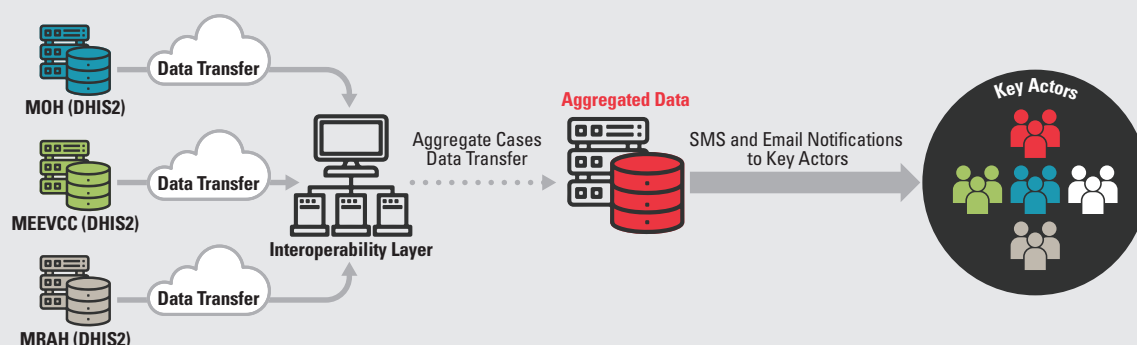 Data Transfer
MOH (DHIS2)
Data Transfer
MEEVCC (DHIS2)
Data Transfer
MRAH (DHIS2)
Interoperability Layer
Aggregate Cases
Data Transfer
Aggregated Data
SMS and Email Notifications
to Key Actors
Key Actors